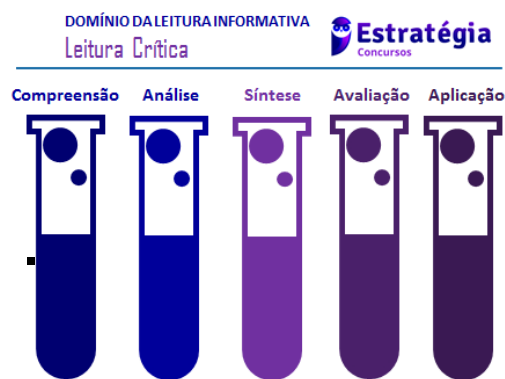 DOMÍNIO DA LEITURA INFORMATIVA
Leitura Crítica
Estratégia
Concursos
Compreensão Análise Síntese Avaliação Aplicação